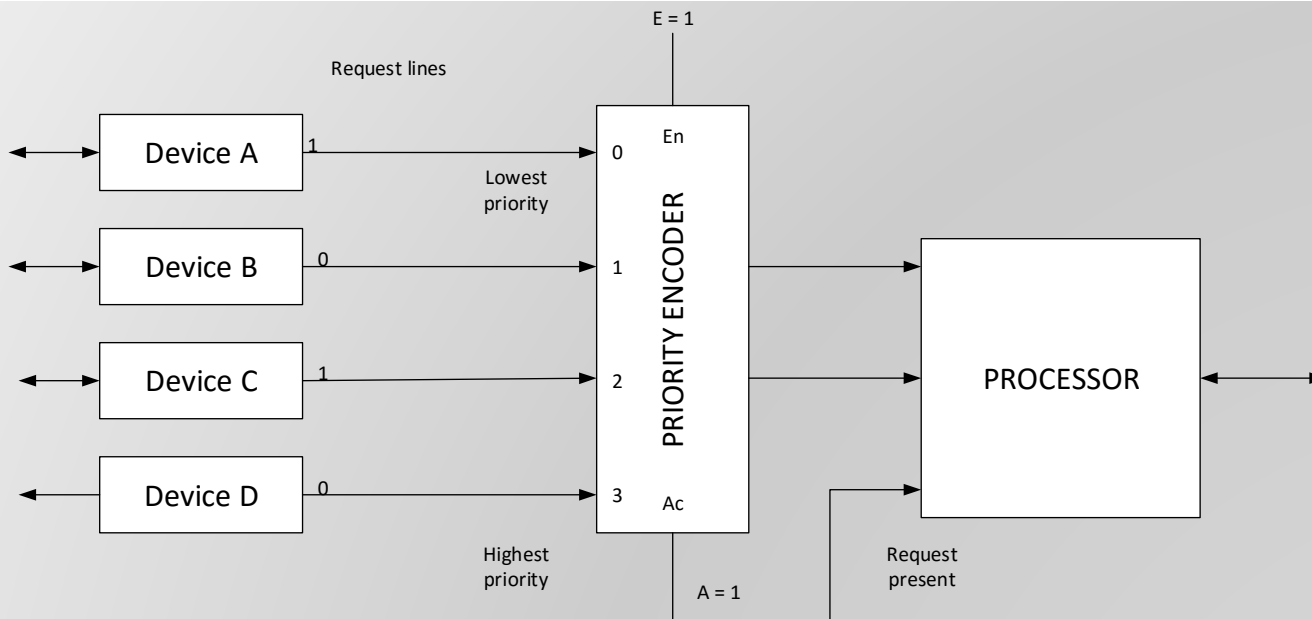 E = 1
Request lines
Device A
1
0
En
Lowest
priority
Device B
0
1
PRIORITY ENCODER
Device C
1
2
PROCESSOR
Device D
0
3
Ac
Highest
priority
Request
present
A = 1